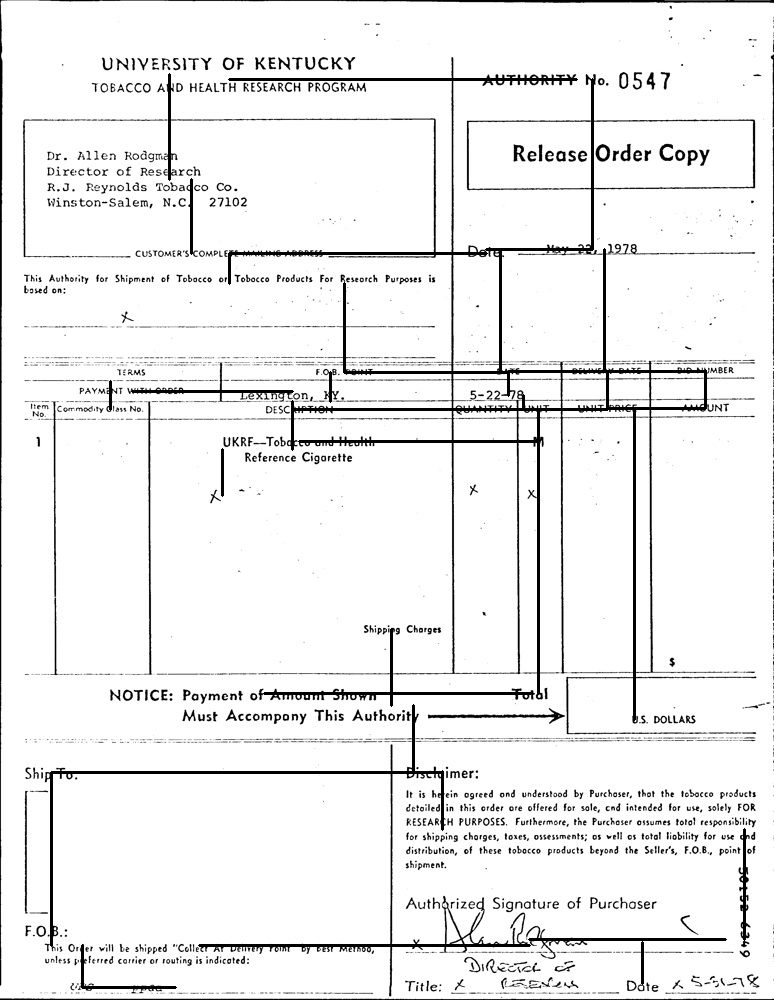 UNIVERSITY OF KENTUCKY
TOBACCO AND HEALTH RESEARCH PROGRAM
AUTHORITY No. 0547
Release Order Copy
Dr. Allen Rodgman
Director of Research
R.J. Reynolds Tobacco Co.
Winston-Salem, N.C. 27102
CUSTOMER'S COMPLETE MAILING ADDRESS
Date: May 22, 1978
This Authority for Shipment of Tobacco or Tobacco Products For Research Purposes is
based on:
X
TERMS F.O.B. POINT DATE DELIVERY DATE BID NUMBER
PAYMENT WITH ORDER Lexington, KY. 5-22-78
Item No. Commodity Class No. DESCRIPTION QUANTITY UNIT UNIT PRICE AMOUNT
1 UKRF—Tobacco and Health M
Reference Cigarette
X X X
Shipping Charges
$
NOTICE: Payment of Amount Shown Total
Must Accompany This Authority U.S. DOLLARS
Ship To:
Disclaimer:
It is herein agreed and understood by Purchaser, that the tobacco products
detailed in this order are offered for sale, and intended for use, solely FOR
RESEARCH PURPOSES. Furthermore, the Purchaser assumes total responsibility
for shipping charges, taxes, assessments; as well as total liability for use and
distribution, of these tobacco products beyond the Seller's, F.O.B., point of
shipment.
Authorized Signature of Purchaser
X
DIRECTOR OF
Title: X RESEARCH Date X 5-31-78
F.O.B.:
This Order will be shipped "Collect At Delivery Point" by Best Method,
unless preferred carrier or routing is indicated:
50152 6349